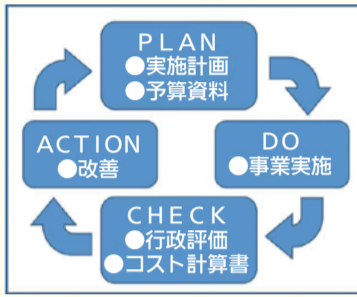 PLAN
●実施計画
●予算資料
DO
●事業実施
CHECK
●行政評価
●コスト計算書
ACTION
●改善